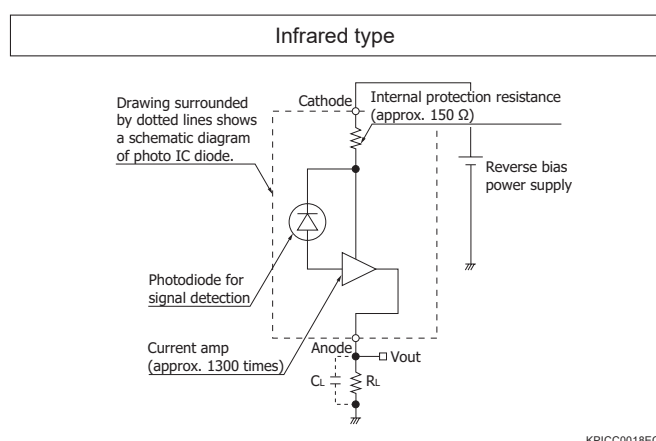 Infrared type
Drawing surrounded
by dotted lines shows
a schematic diagram
of photo IC diode.
Cathode
Internal protection resistance
(approx. 150 Ω)
Reverse bias
power supply
Photodiode for
signal detection
Current amp
(approx. 1300 times)
Anode
Vout
CL
RL